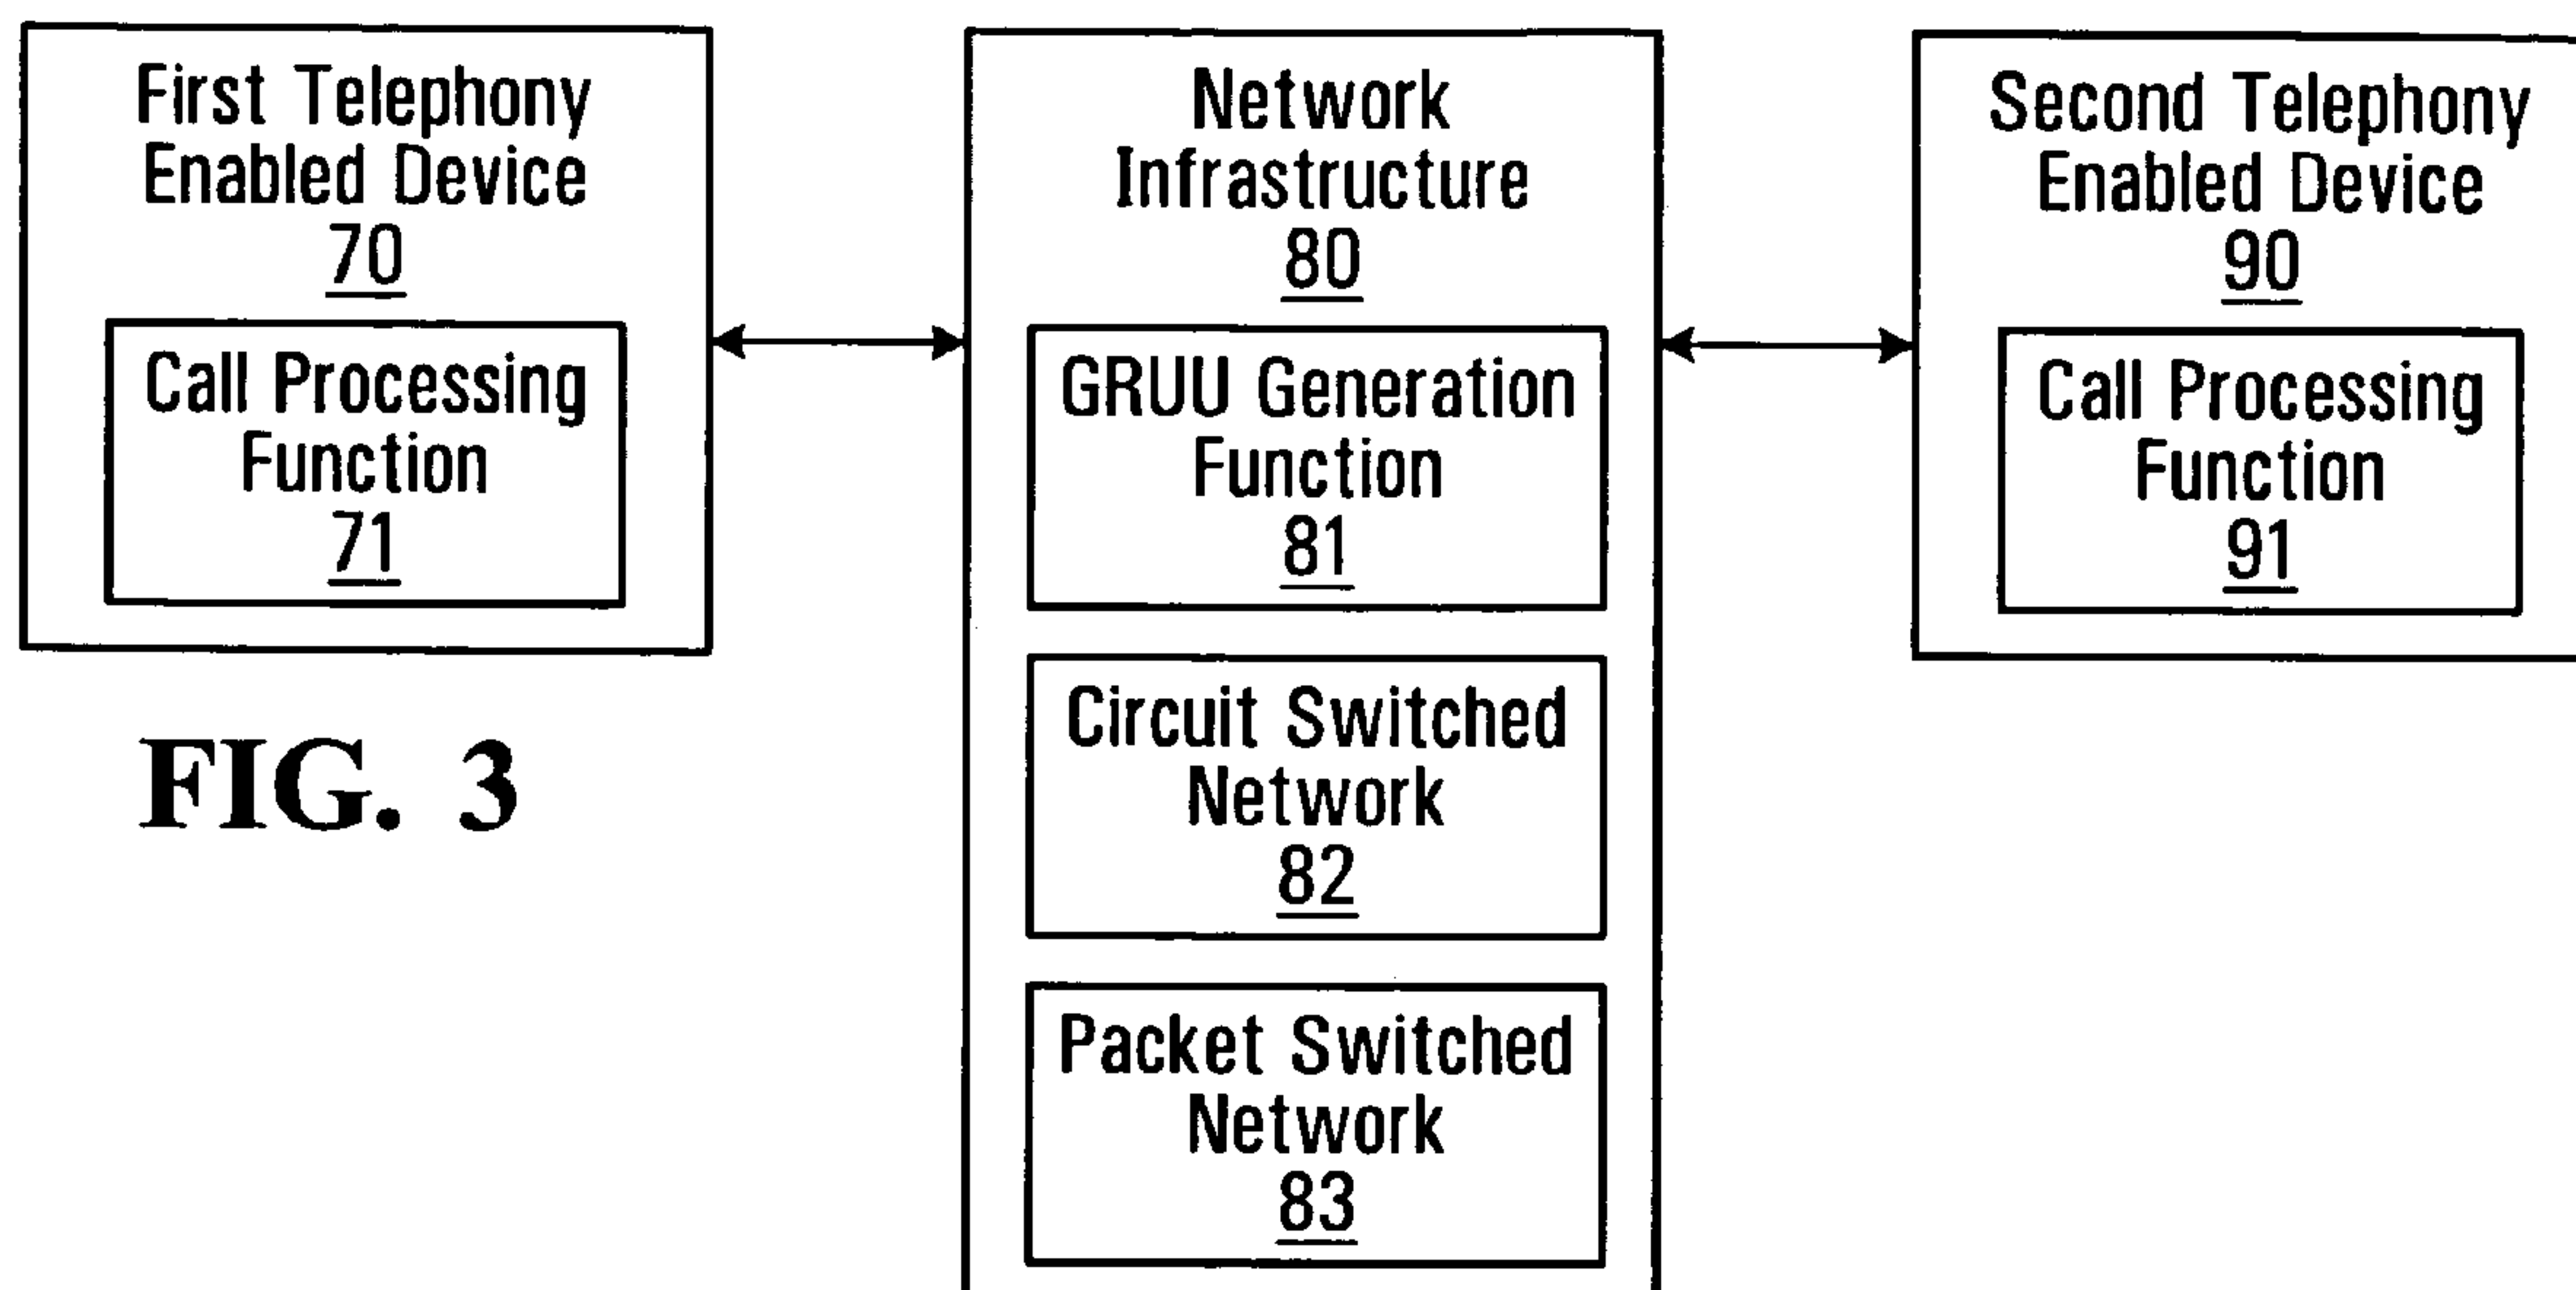 First Telephony
Enabled Device
70
Call Processing
Function
71
Network
Infrastructure
80
GRUU Generation
Function
81
Circuit Switched
Network
82
Packet Switched
Network
83
Second Telephony
Enabled Device
90
Call Processing
Function
91
FIG. 3